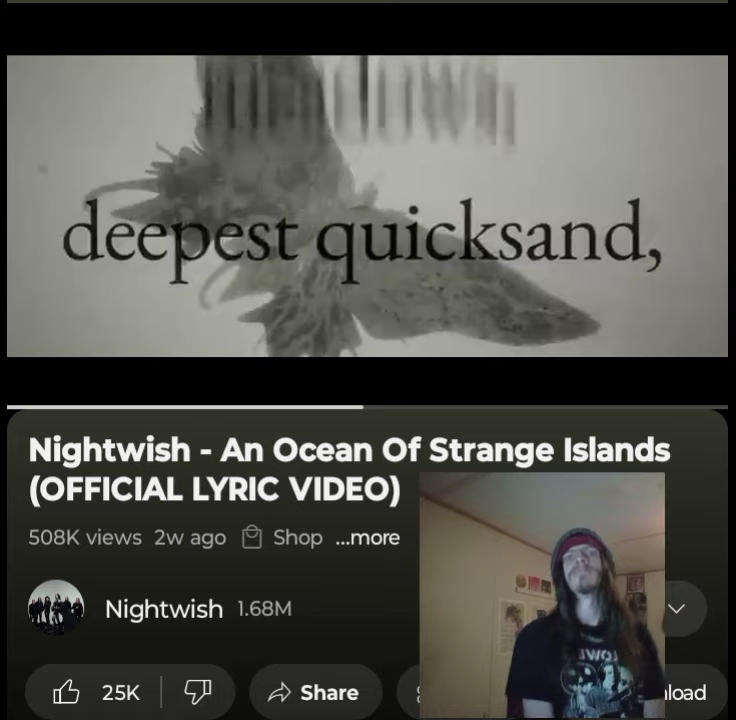 deepest quicksand,
Nightwish - An Ocean Of Strange Islands
(OFFICIAL LYRIC VIDEO)
508K views 2w ago Shop ...more
Nightwish 1.68M
25K Share load